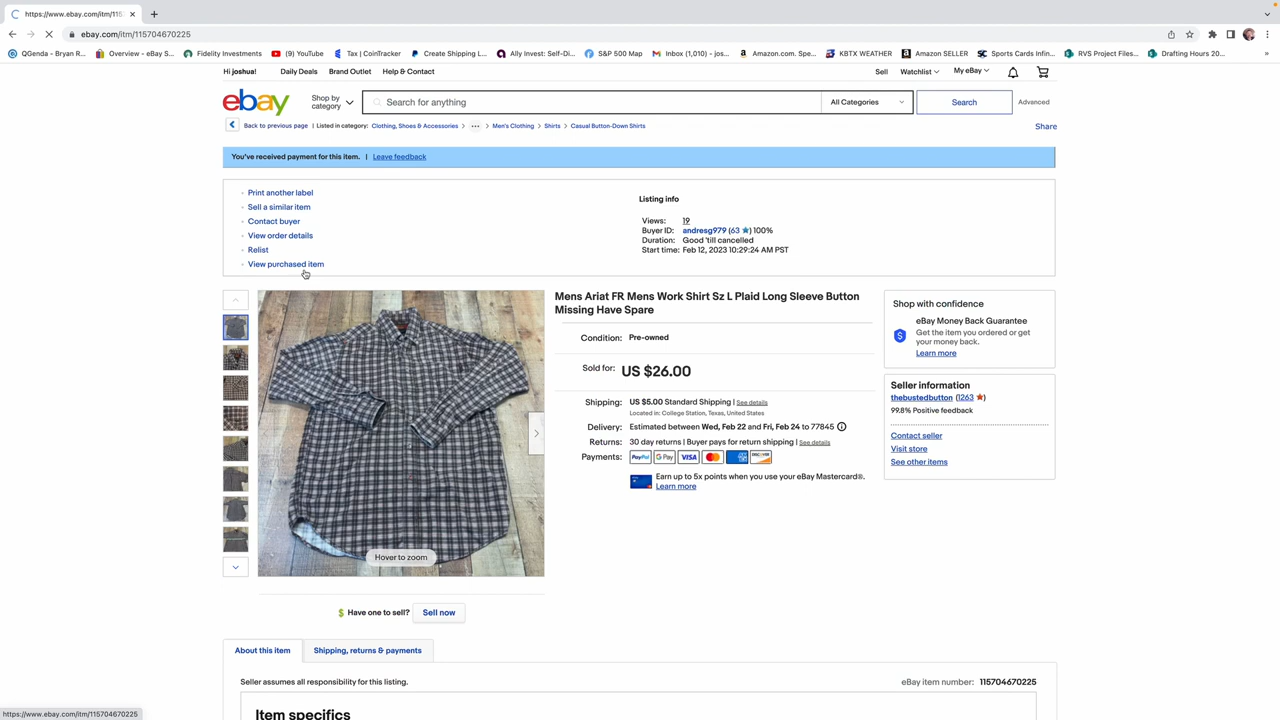 https://www.ebay.com/itm/115704
ebay.com/itm/115704670225
QGenda - Bryan R...
Overview - eBay S...
Fidelity Investments
(9) YouTube
Tax | CoinTracker
Create Shipping L...
Ally Invest: Self-Di...
S&P 500 Map
Inbox (1,010) - jos...
Amazon.com. Spe...
KBTX WEATHER
Amazon SELLER
Sports Cards Infin...
RVS Project Files...
Drafting Hours 20...
Hi joshua!
Daily Deals
Brand Outlet
Help & Contact
Sell
Watchlist
My eBay
ebay
Shop by category
Search for anything
All Categories
Search
Advanced
Back to previous page | Listed in category: Clothing, Shoes & Accessories > ... > Men's Clothing > Shirts > Casual Button-Down Shirts
Share
You've received payment for this item. | Leave feedback
Print another label
Sell a similar item
Contact buyer
View order details
Relist
View purchased item
Listing info
Views: 19
Buyer ID: andresg979 (63 ★) 100%
Duration: Good 'till cancelled
Start time: Feb 12, 2023 10:29:24 AM PST
Mens Ariat FR Mens Work Shirt Sz L Plaid Long Sleeve Button
Missing Have Spare
Condition: Pre-owned
Sold for: US $26.00
Shipping: US $5.00 Standard Shipping | See details
Located in: College Station, Texas, United States
Delivery: Estimated between Wed, Feb 22 and Fri, Feb 24 to 77845
Returns: 30 day returns | Buyer pays for return shipping | See details
Payments: PayPal G Pay VISA
Earn up to 5x points when you use your eBay Mastercard®.
Learn more
Shop with confidence
eBay Money Back Guarantee
Get the item you ordered or get
your money back.
Learn more
Seller information
thebustedbutton (1263 ★)
99.8% Positive feedback
Contact seller
Visit store
See other items
Hover to zoom
Have one to sell? Sell now
About this item
Shipping, returns & payments
Seller assumes all responsibility for this listing.
eBay item number: 115704670225
Item specifics
https://www.ebay.com/itm/115704670225